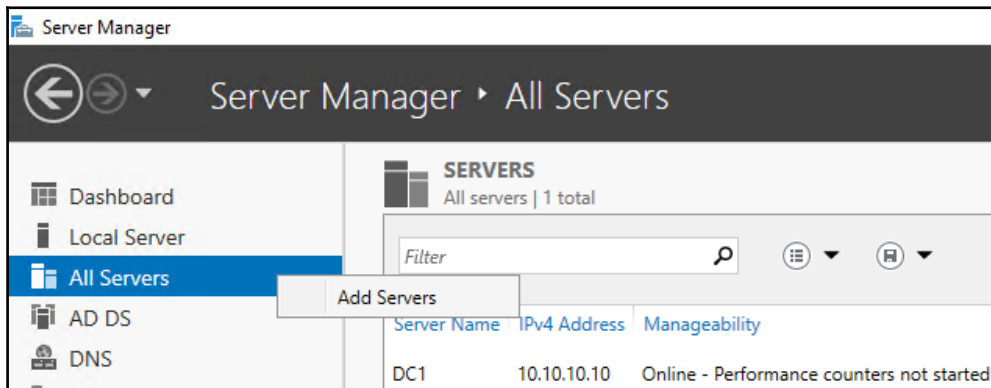 Server Manager
Server Manager ‣ All Servers
Dashboard
Local Server
All Servers
AD DS
DNS
SERVERS
All servers | 1 total
Filter
Add Servers
Server Name IPv4 Address Manageability
DC1 10.10.10.10 Online - Performance counters not started